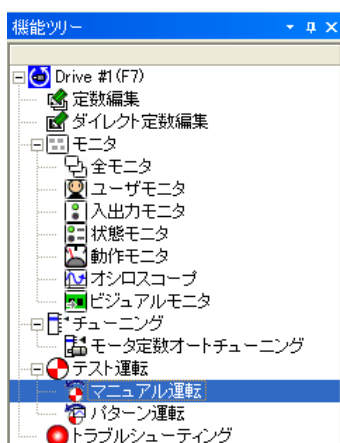 機能ツリー
Drive #1(F7)
定数編集
ダイレクト定数編集
モニタ
全モニタ
ユーザモニタ
入出力モニタ
状態モニタ
動作モニタ
オシロスコープ
ビジュアルモニタ
チューニング
モータ定数オートチューニング
テスト運転
マニュアル運転
パターン運転
トラブルシューティング